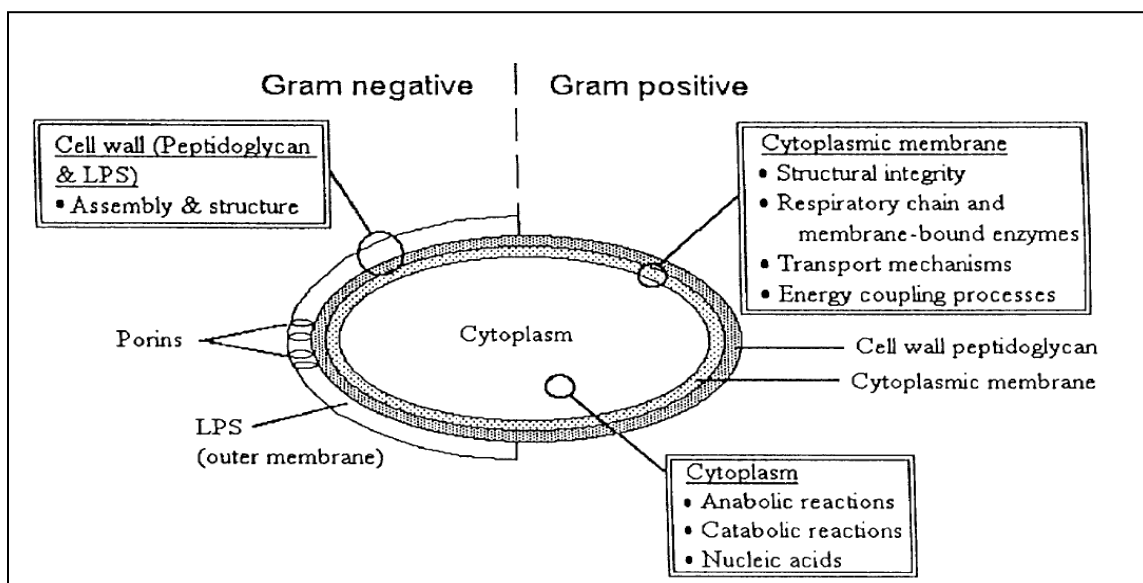 Gram negative
Gram positive
Cell wall (Peptidoglycan
& LPS)
• Assembly & structure
Cytoplasmic membrane
• Structural integrity
• Respiratory chain and
membrane-bound enzymes
• Transport mechanisms
• Energy coupling processes
Porins
Cytoplasm
Cell wall peptidoglycan
Cytoplasmic membrane
LPS
(outer membrane)
Cytoplasm
• Anabolic reactions
• Catabolic reactions
• Nucleic acids